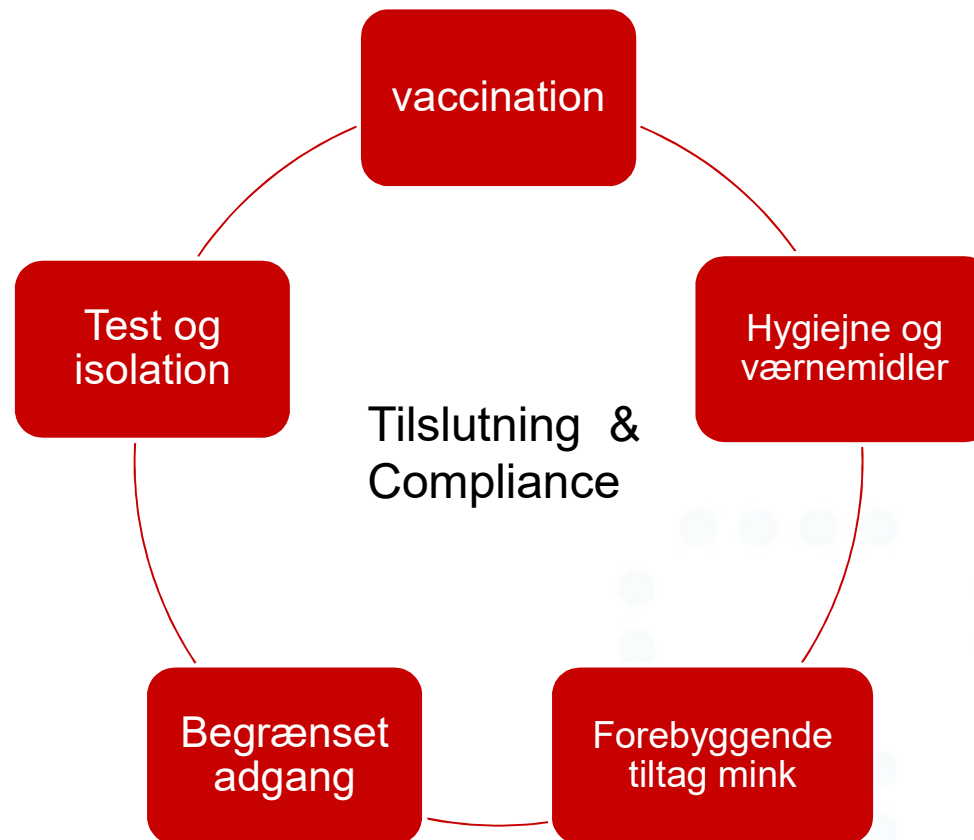 vaccination
Hygiejne og
værnemidler
Forebyggende
tiltag mink
Begrænset
adgang
Test og
isolation
Tilslutning &
Compliance